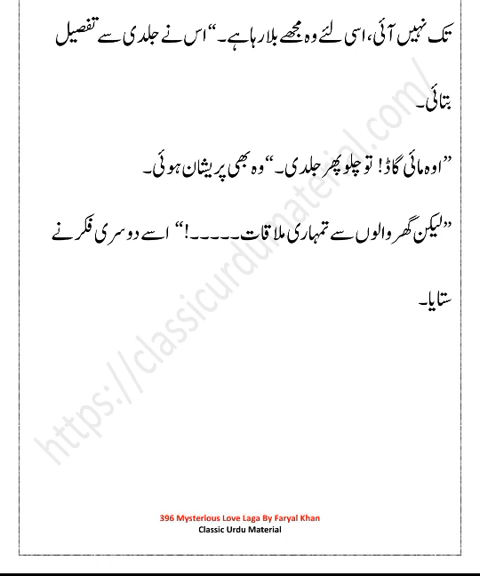 تک نہیں آئی، اسی لئے وہ مجھے بلا رہا ہے۔“ اس نے جلدی سے تفصیل
بتائی۔
”اوہ مائی گاڈ! تو چلو پھر جلدی۔“ وہ بھی پریشان ہوئی۔
”لیکن گھر والوں سے تمہاری ملاقات۔۔۔۔۔!“ اسے دوسری فکر نے
ستایا۔
https://classicurdumaterial.com/
396 Mysterious Love Laga By Faryal Khan
Classic Urdu Material